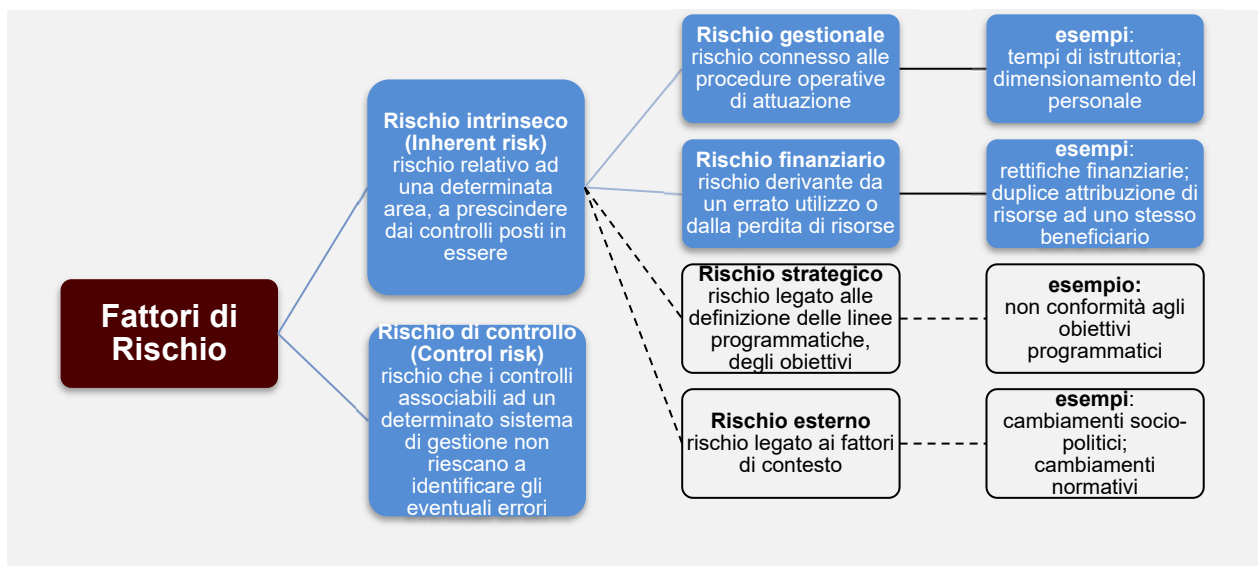 Fattori di
Rischio
Rischio intrinseco
(Inherent risk)
rischio relativo ad
una determinata
area, a prescindere
dai controlli posti in
essere
Rischio di controllo
(Control risk)
rischio che i controlli
associabili ad un
determinato sistema
di gestione non
riescano a
identificare gli
eventuali errori
Rischio gestionale
rischio connesso alle
procedure operative
di attuazione
esempi:
tempi di istruttoria;
dimensionamento del
personale
Rischio finanziario
rischio derivante da
un errato utilizzo o
dalla perdita di risorse
esempi:
rettifiche finanziarie;
duplice attribuzione di
risorse ad uno stesso
beneficiario
Rischio strategico
rischio legato alle
definizione delle linee
programmatiche,
degli obiettivi
esempio:
non conformità agli
obiettivi
programmatici
Rischio esterno
rischio legato ai fattori
di contesto
esempi:
cambiamenti socio-
politici;
cambiamenti
normativi